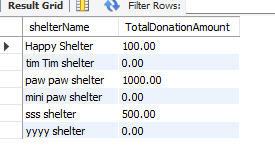 Result Grid Filter Rows:
shelterName TotalDonationAmount
Happy Shelter 100.00
tim Tim shelter 0.00
paw paw shelter 1000.00
mini paw shelter 0.00
sss shelter 500.00
yyyy shelter 0.00